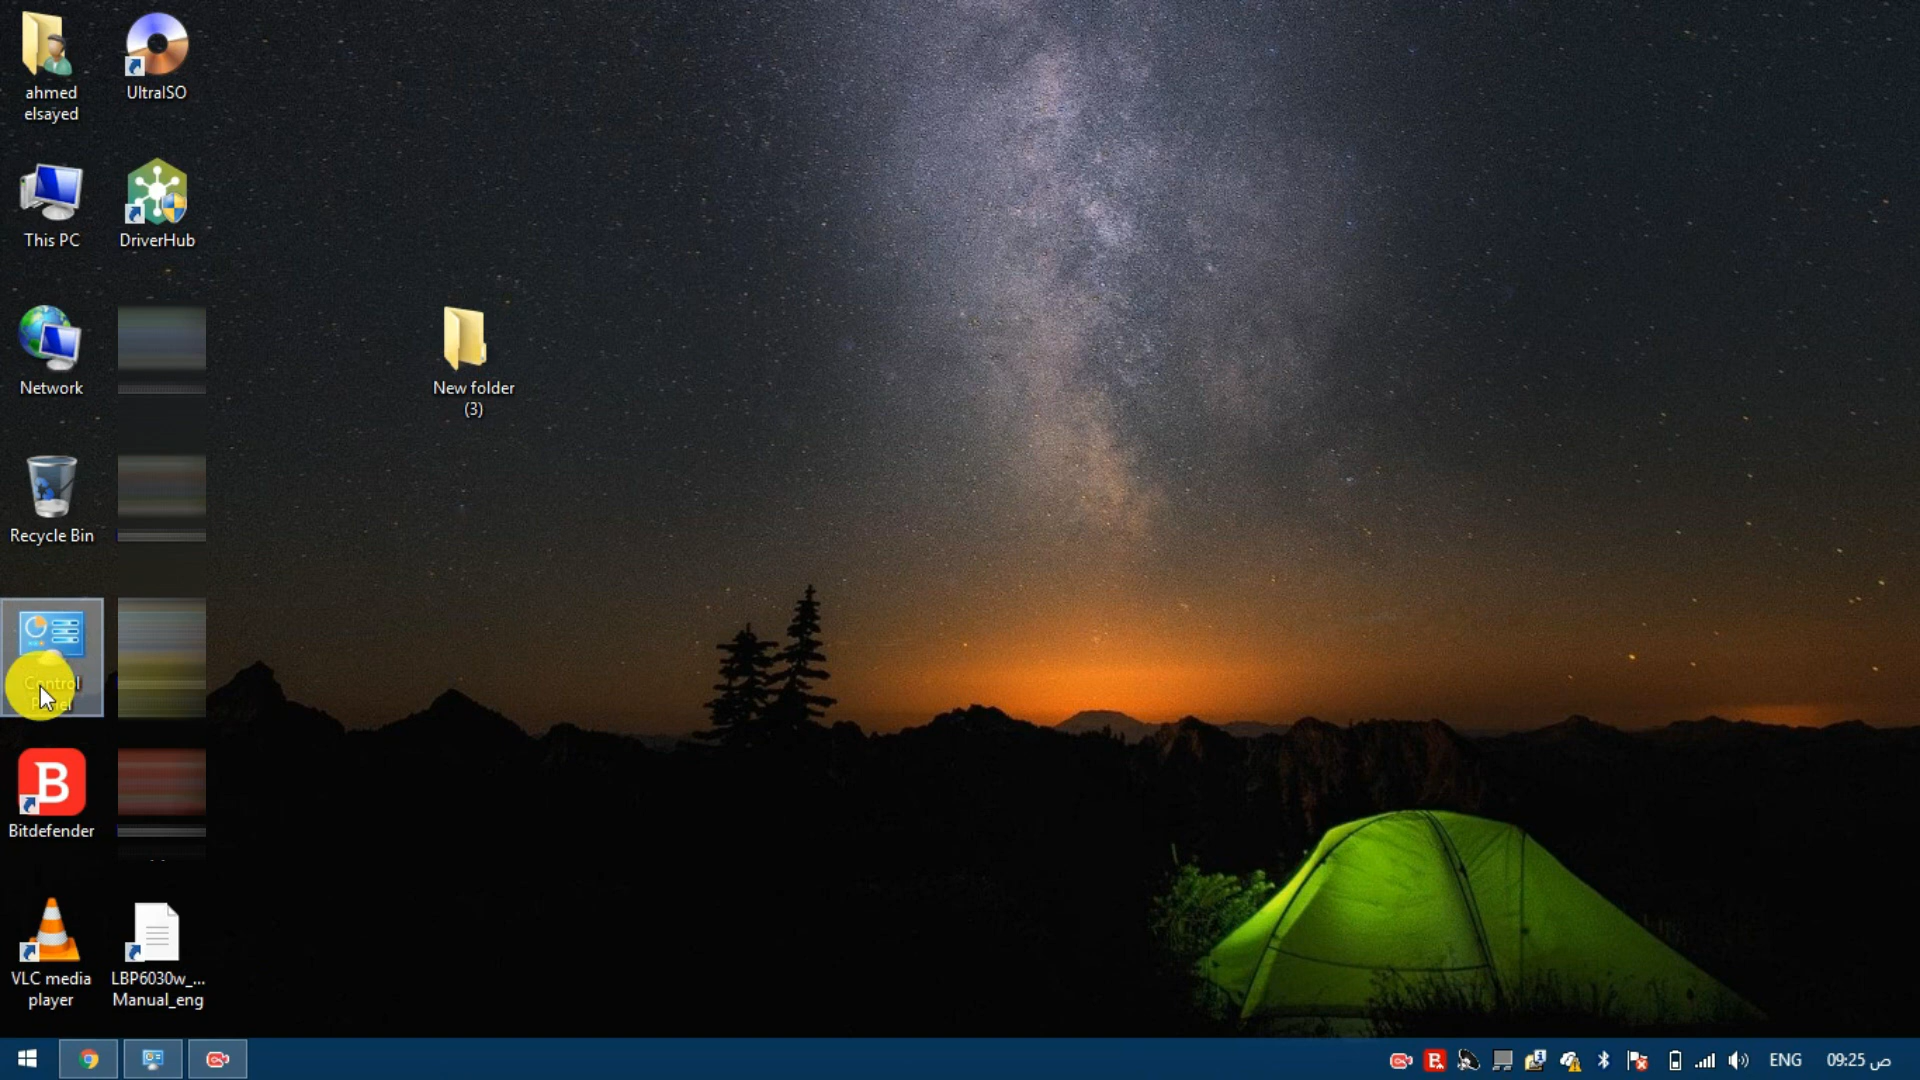 ahmed
elsayed
UltraISO
This PC
DriverHub
Network
New folder
(3)
Recycle Bin
Control
Panel
B
Bitdefender
VLC media
player
LBP6030w_...
Manual_eng
B
ENG
09:25 ص